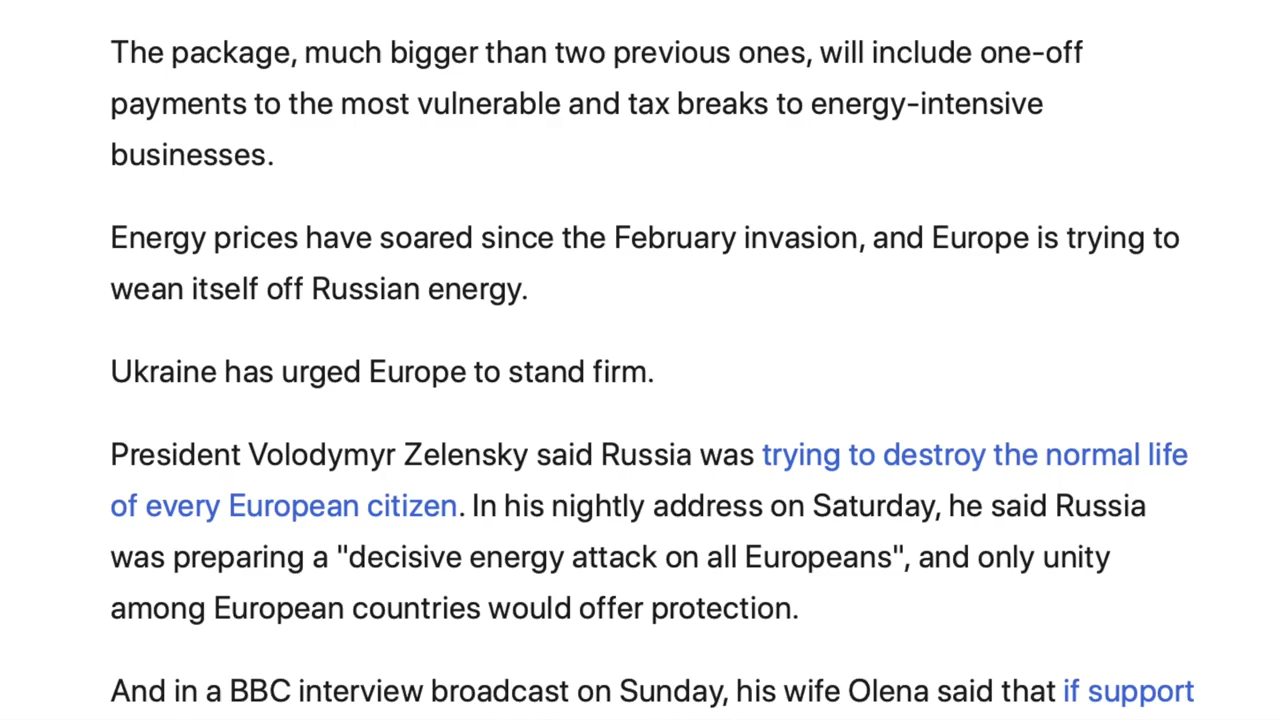 The package, much bigger than two previous ones, will include one-off
payments to the most vulnerable and tax breaks to energy-intensive
businesses.
Energy prices have soared since the February invasion, and Europe is trying to
wean itself off Russian energy.
Ukraine has urged Europe to stand firm.
President Volodymyr Zelensky said Russia was trying to destroy the normal life
of every European citizen. In his nightly address on Saturday, he said Russia
was preparing a "decisive energy attack on all Europeans", and only unity
among European countries would offer protection.
And in a BBC interview broadcast on Sunday, his wife Olena said that if support